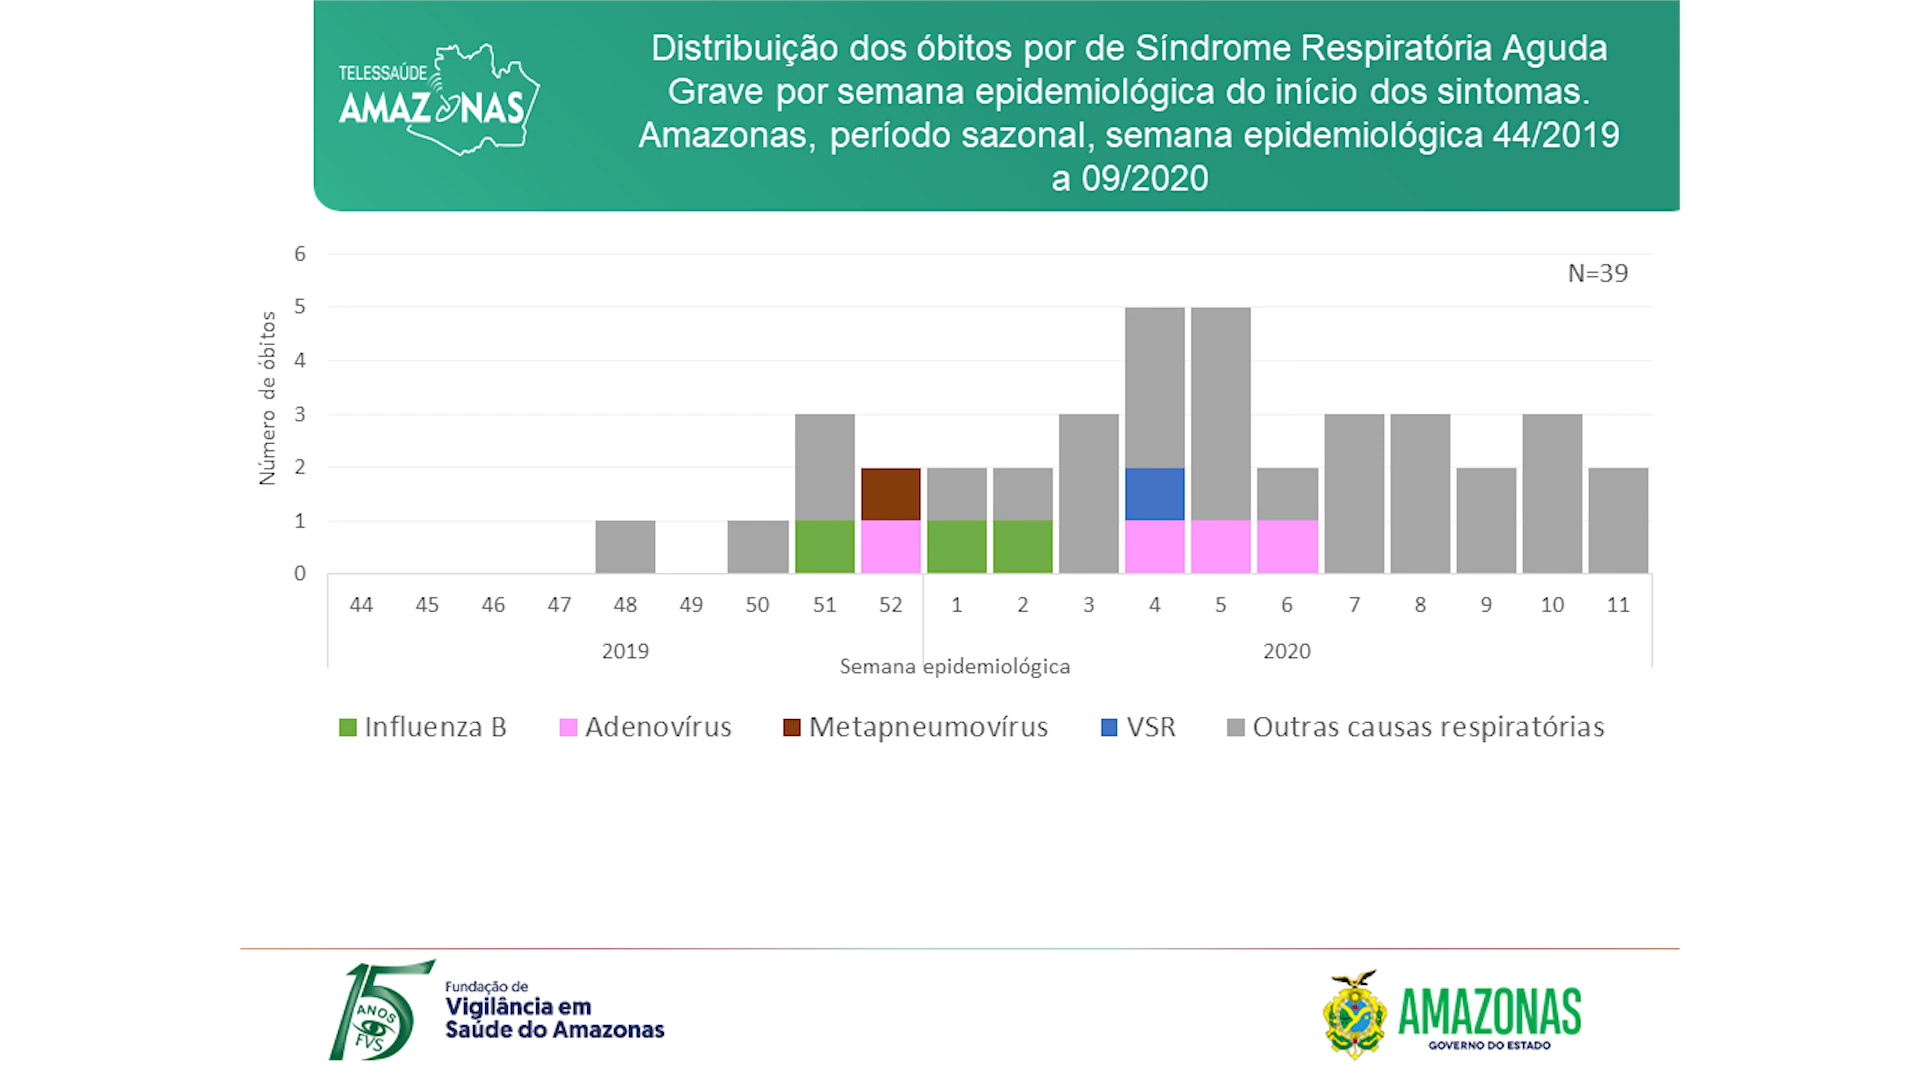 TELESSAÚDE
AMAZONAS
Distribuição dos óbitos por de Síndrome Respiratória Aguda
Grave por semana epidemiológica do início dos sintomas.
Amazonas, período sazonal, semana epidemiológica 44/2019
a 09/2020
N=39
Número de óbitos
6
5
4
3
2
1
0
44 45 46 47 48 49 50 51 52 1 2 3 4 5 6 7 8 9 10 11
2019 2020
Semana epidemiológica
Influenza B Adenovírus Metapneumovírus VSR Outras causas respiratórias
15
ANOS
FVS
Fundação de
Vigilância em
Saúde do Amazonas
AMAZONAS
GOVERNO DO ESTADO